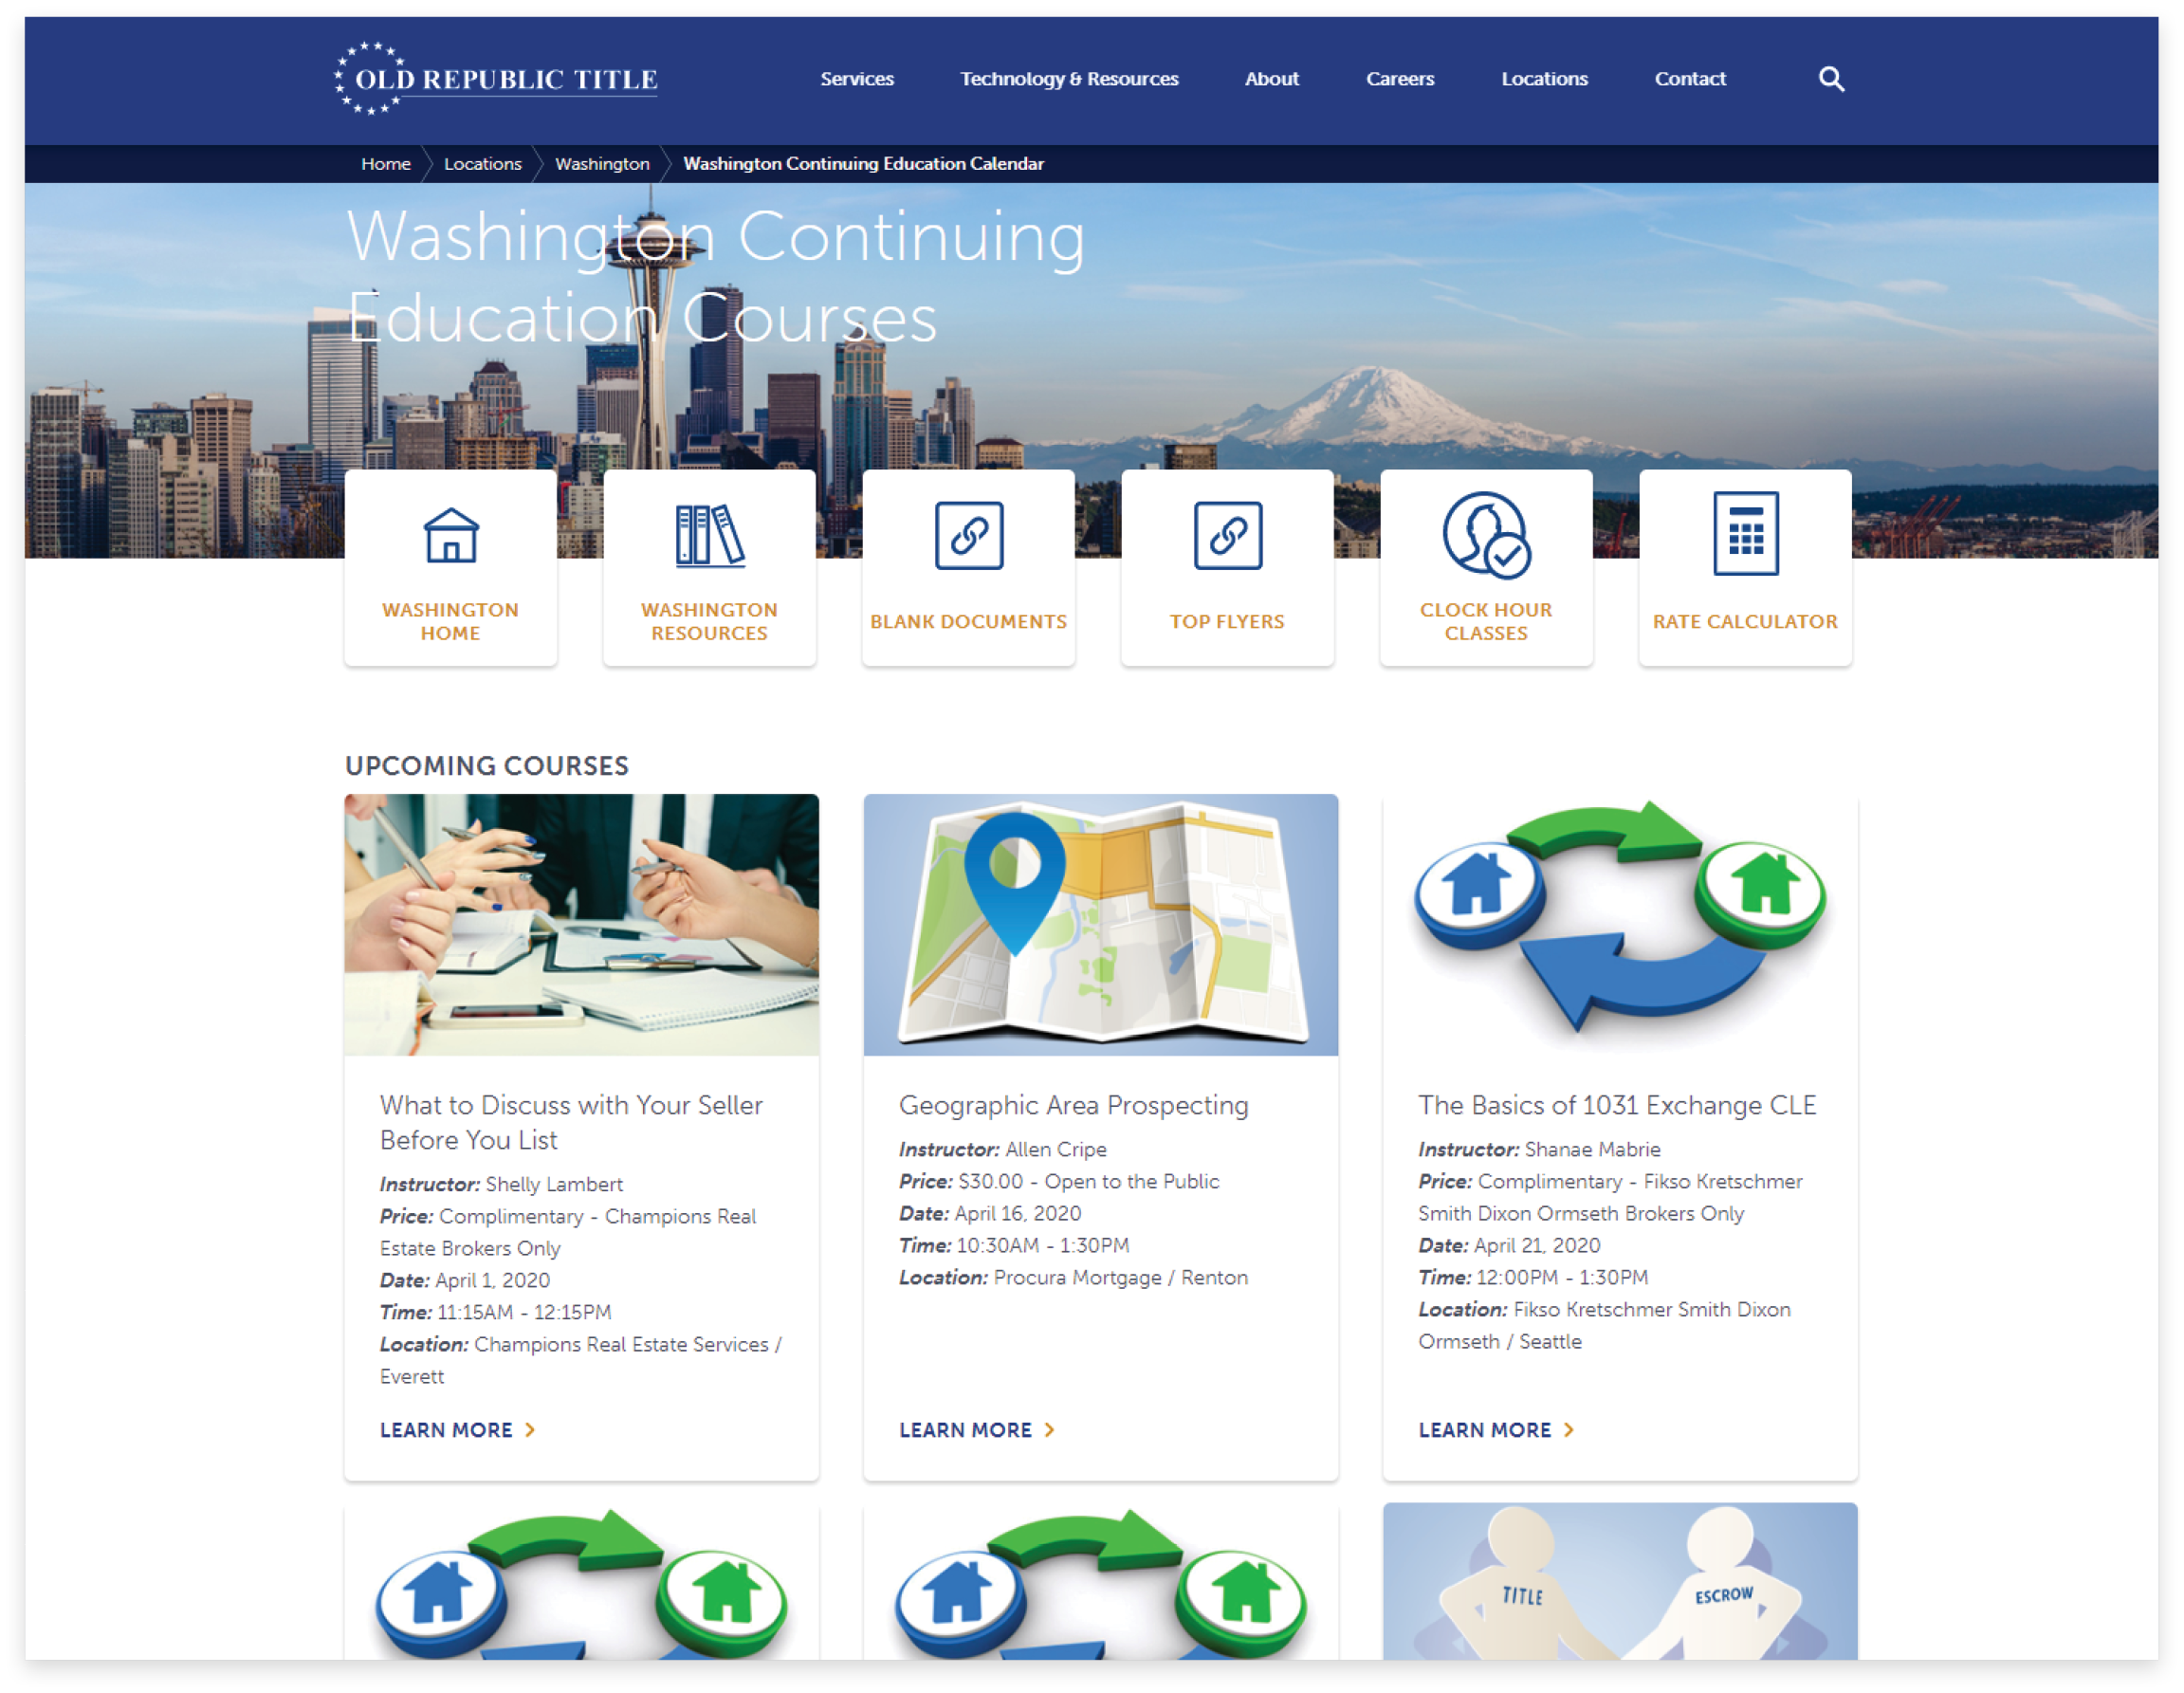 OLD REPUBLIC TITLE
Services Technology & Resources About Careers Locations Contact
Home Locations Washington Washington Continuing Education Calendar
Washington Continuing
Education Courses
WASHINGTON
HOME
WASHINGTON
RESOURCES
BLANK DOCUMENTS
TOP FLYERS
CLOCK HOUR
CLASSES
RATE CALCULATOR
UPCOMING COURSES
What to Discuss with Your Seller
Before You List
Instructor: Shelly Lambert
Price: Complimentary - Champions Real
Estate Brokers Only
Date: April 1, 2020
Time: 11:15AM - 12:15PM
Location: Champions Real Estate Services /
Everett
LEARN MORE
Geographic Area Prospecting
Instructor: Allen Cripe
Price: $30.00 - Open to the Public
Date: April 16, 2020
Time: 10:30AM - 1:30PM
Location: Procura Mortgage / Renton
LEARN MORE
The Basics of 1031 Exchange CLE
Instructor: Shanae Mabrie
Price: Complimentary - Fikso Kretschmer
Smith Dixon Ormseth Brokers Only
Date: April 21, 2020
Time: 12:00PM - 1:30PM
Location: Fikso Kretschmer Smith Dixon
Ormseth / Seattle
LEARN MORE
TITLE
ESCROW